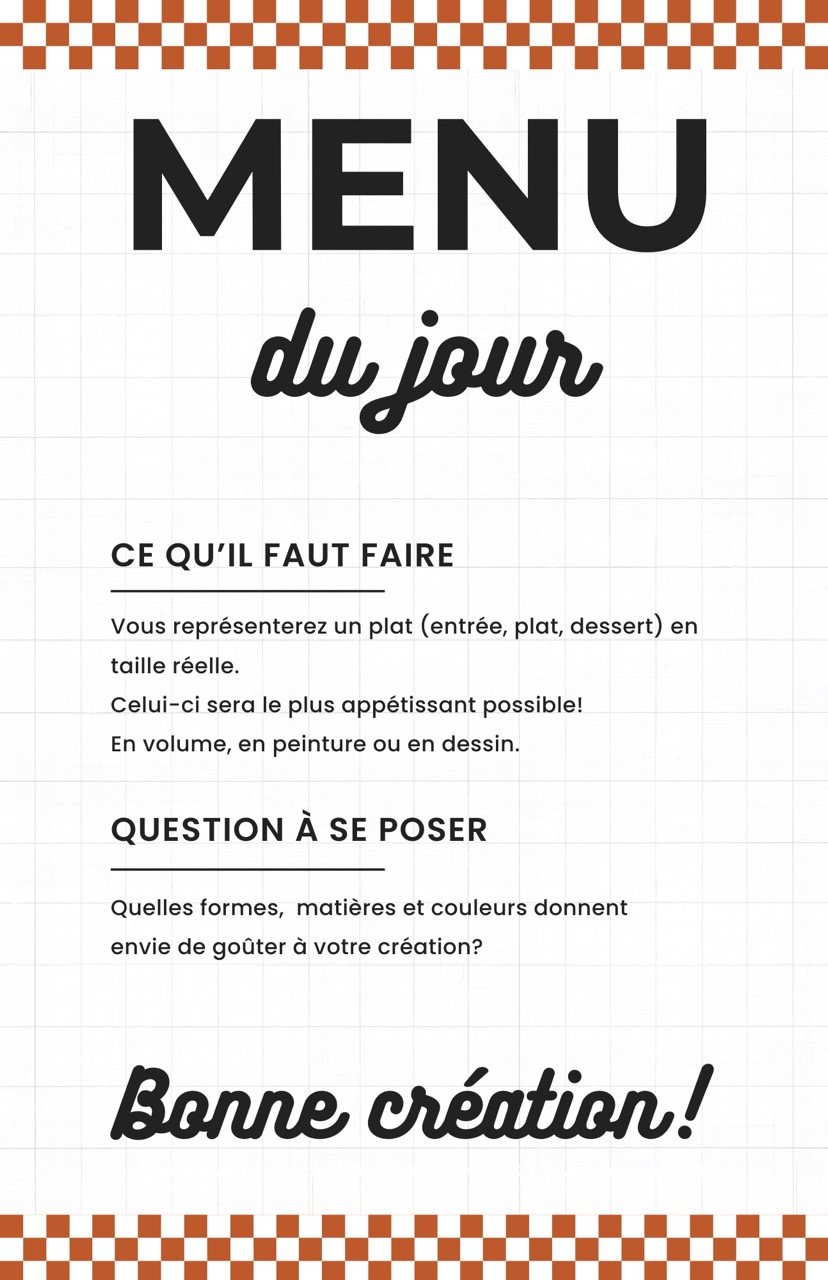 MENU
du jour
CE QU’IL FAUT FAIRE
Vous représenterez un plat (entrée, plat, dessert) en
taille réelle.
Celui-ci sera le plus appétissant possible!
En volume, en peinture ou en dessin.
QUESTION À SE POSER
Quelles formes,  matières et couleurs donnent
envie de goûter à votre création?
Bonne création!